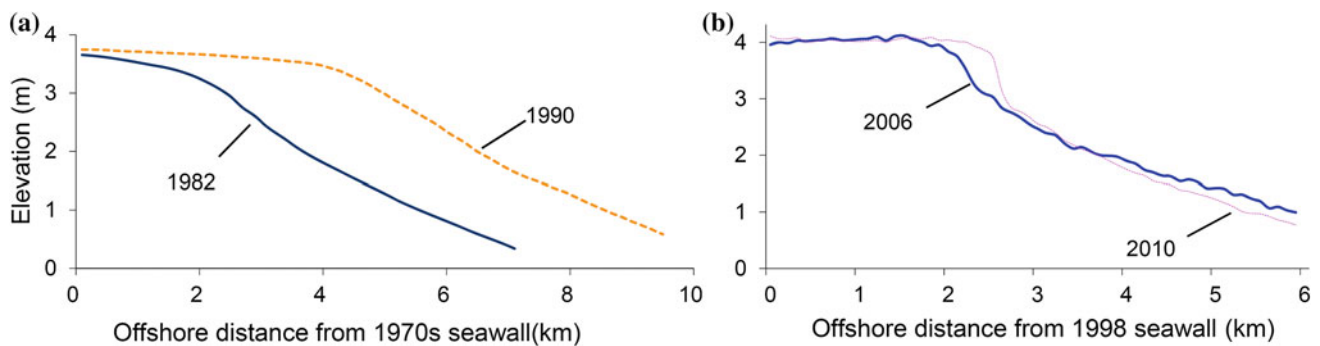 (a)
4
3
2
1
0
Elevation (m)
1990
1982
0 2 4 6 8 10
Offshore distance from 1970s seawall(km)
(b)
4
3
2
1
0
2006
2010
0 1 2 3 4 5 6
Offshore distance from 1998 seawall (km)